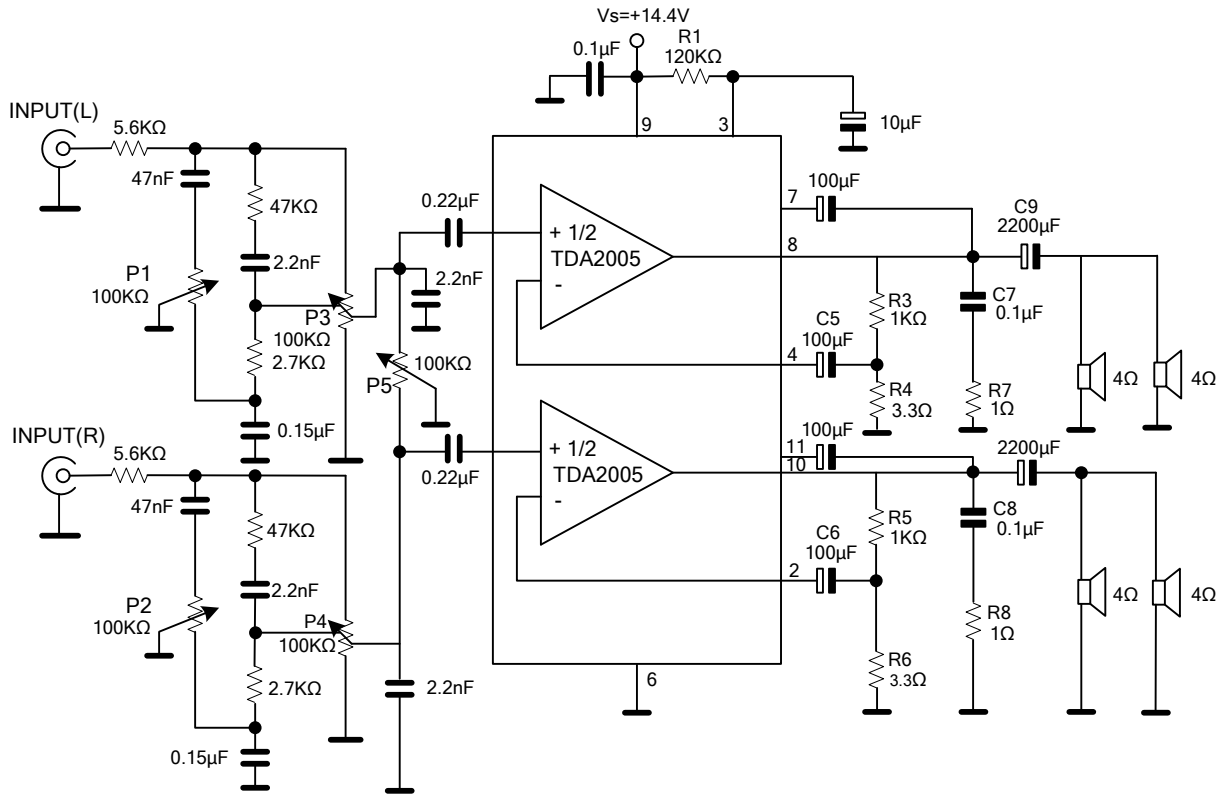 Vs=+14.4V
0.1µF
R1
120KΩ
9
3
10µF
INPUT(L)
5.6KΩ
47nF
47KΩ
2.2nF
P1
100KΩ
P3
100KΩ
2.7KΩ
0.15µF
0.22µF
2.2nF
100KΩ
P5
0.22µF
+ 1/2
TDA2005
-
7
100µF
8
C9
2200µF
R3
1KΩ
C7
0.1µF
C5
100µF
4
R4
3.3Ω
R7
1Ω
4Ω
4Ω
INPUT(R)
5.6KΩ
47nF
47KΩ
2.2nF
P2
100KΩ
P4
100KΩ
2.7KΩ
0.15µF
2.2nF
+ 1/2
TDA2005
-
11
100µF
10
2200µF
R5
1KΩ
C8
0.1µF
C6
100µF
2
R6
3.3Ω
R8
1Ω
4Ω
4Ω
6